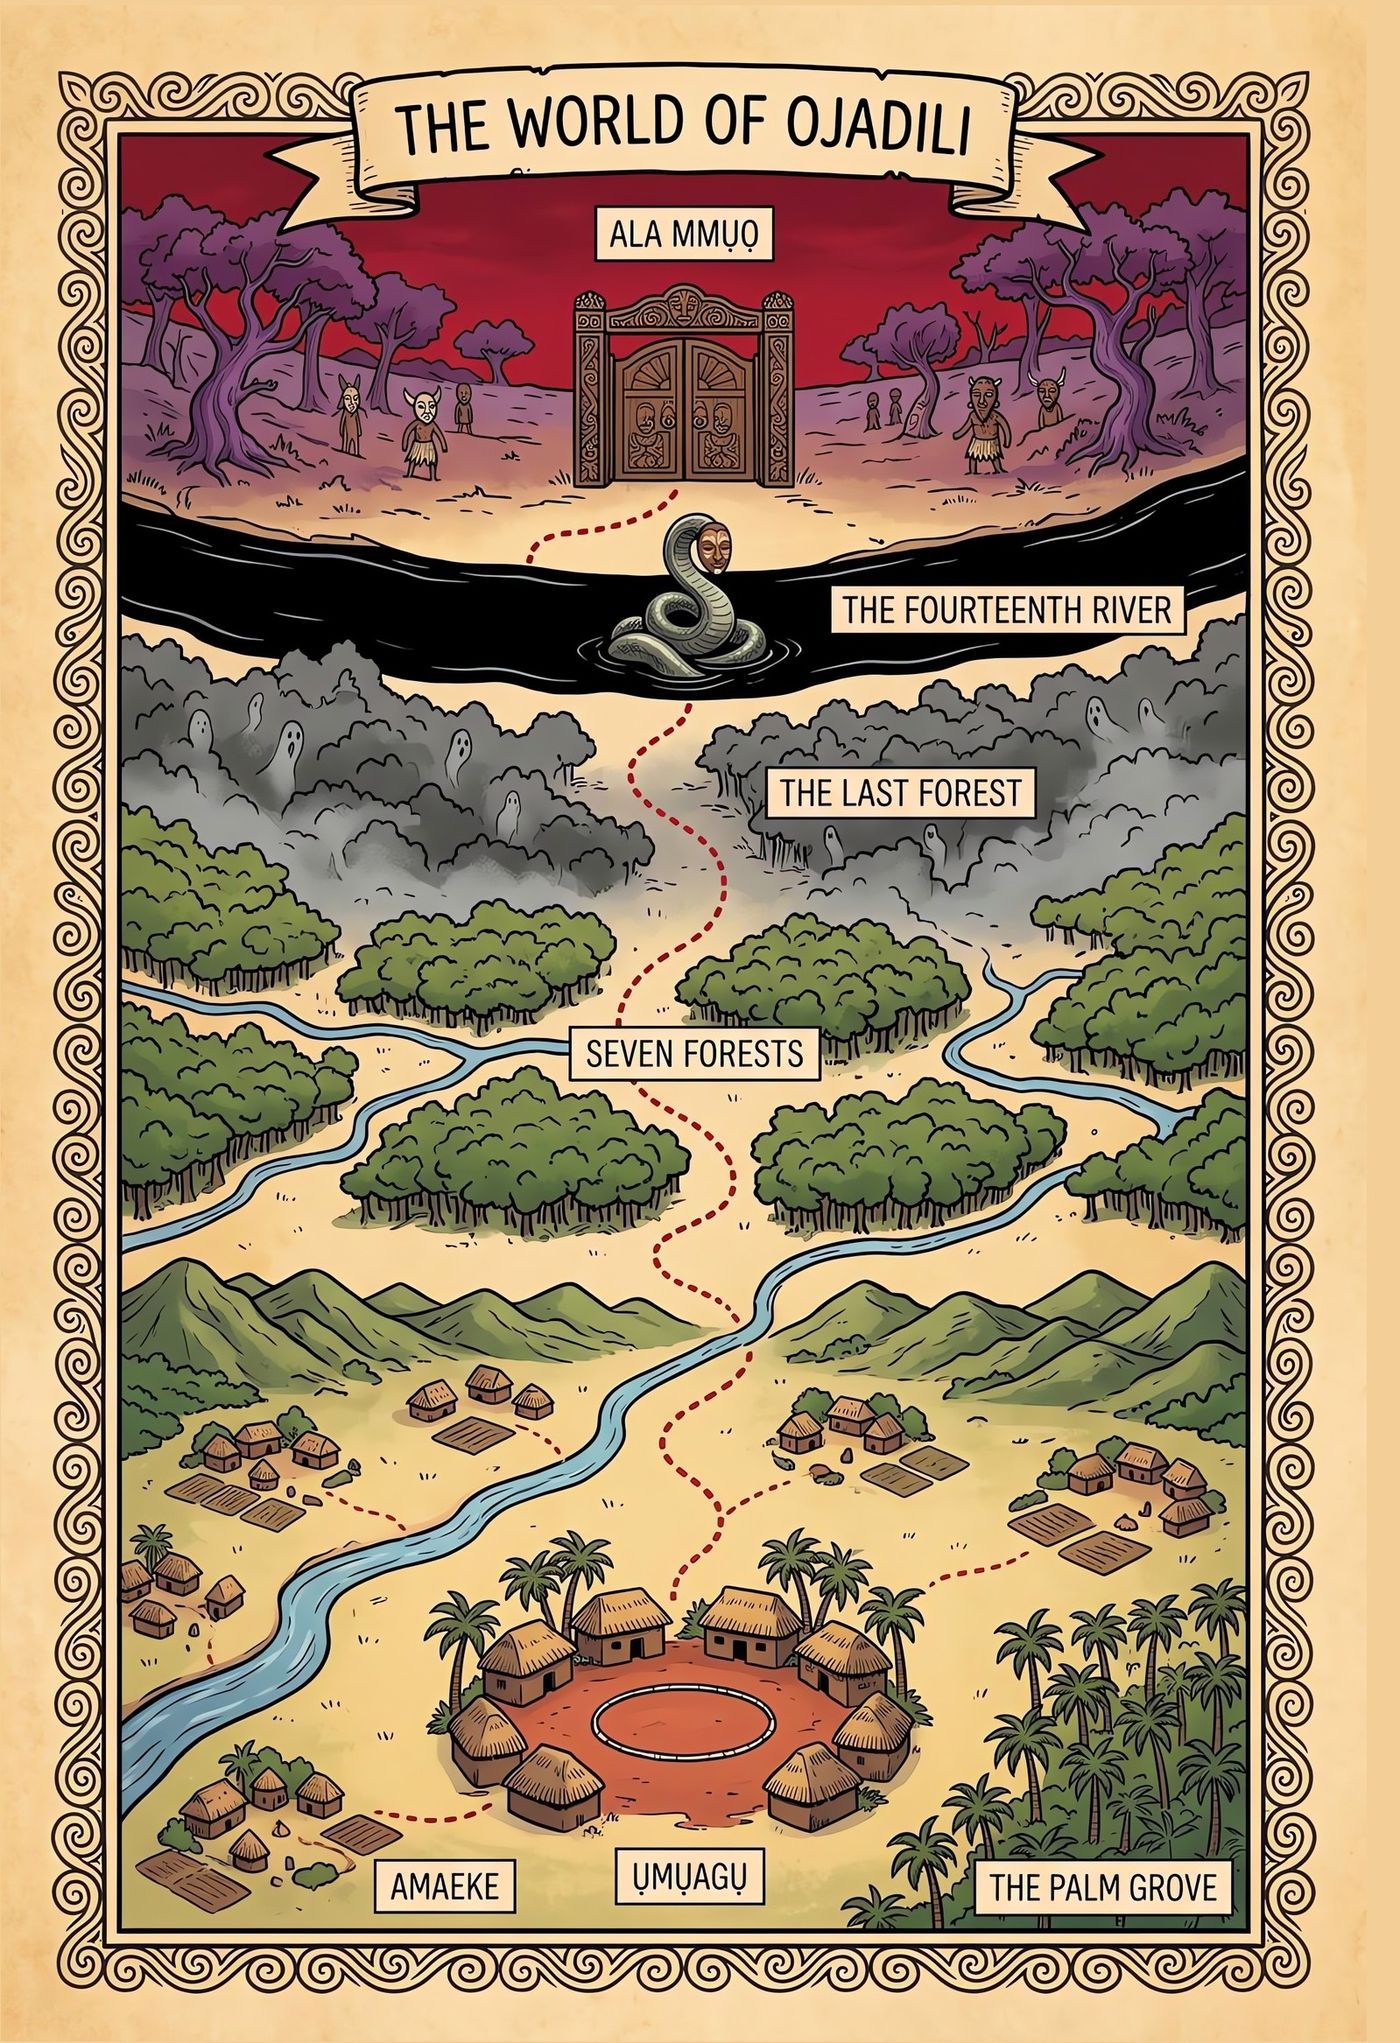 THE WORLD OF OJADILI
ALA MMỤỌ
THE FOURTEENTH RIVER
THE LAST FOREST
SEVEN FORESTS
AMAEKE
ỤMỤAGỤ
THE PALM GROVE